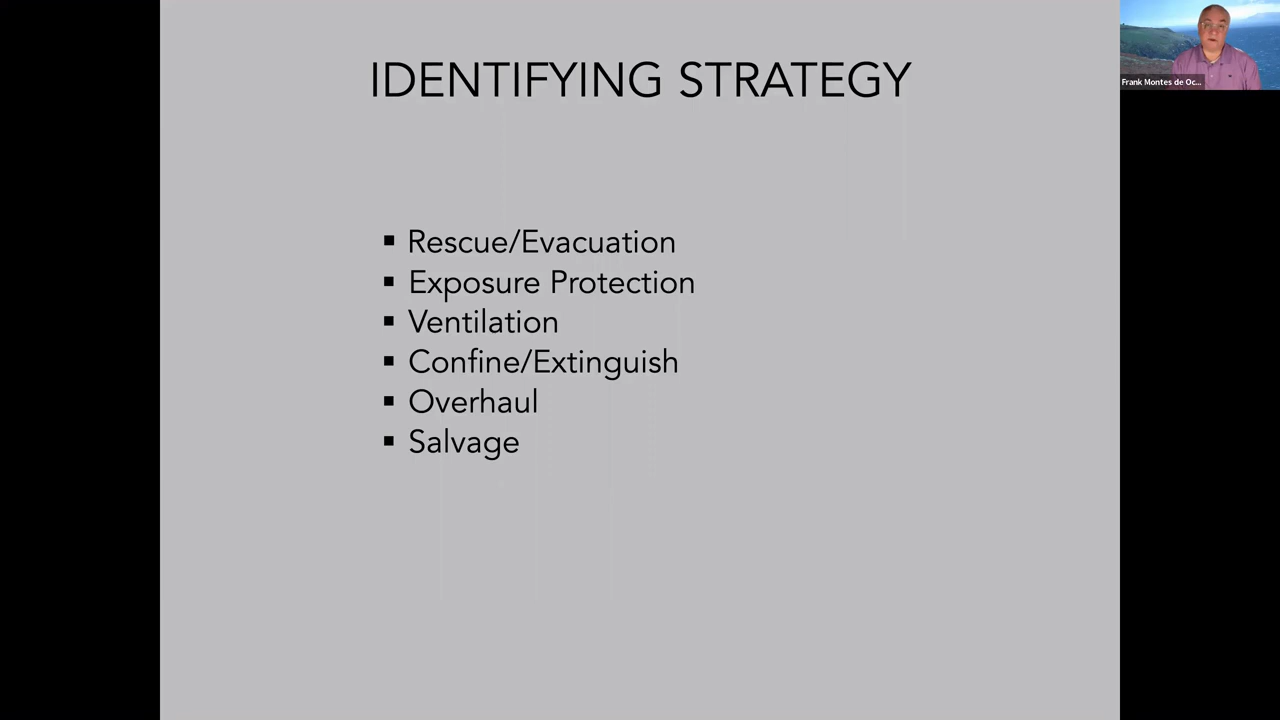 IDENTIFYING STRATEGY
Frank Montes de Oc...
▪ Rescue/Evacuation
▪ Exposure Protection
▪ Ventilation
▪ Confine/Extinguish
▪ Overhaul
▪ Salvage